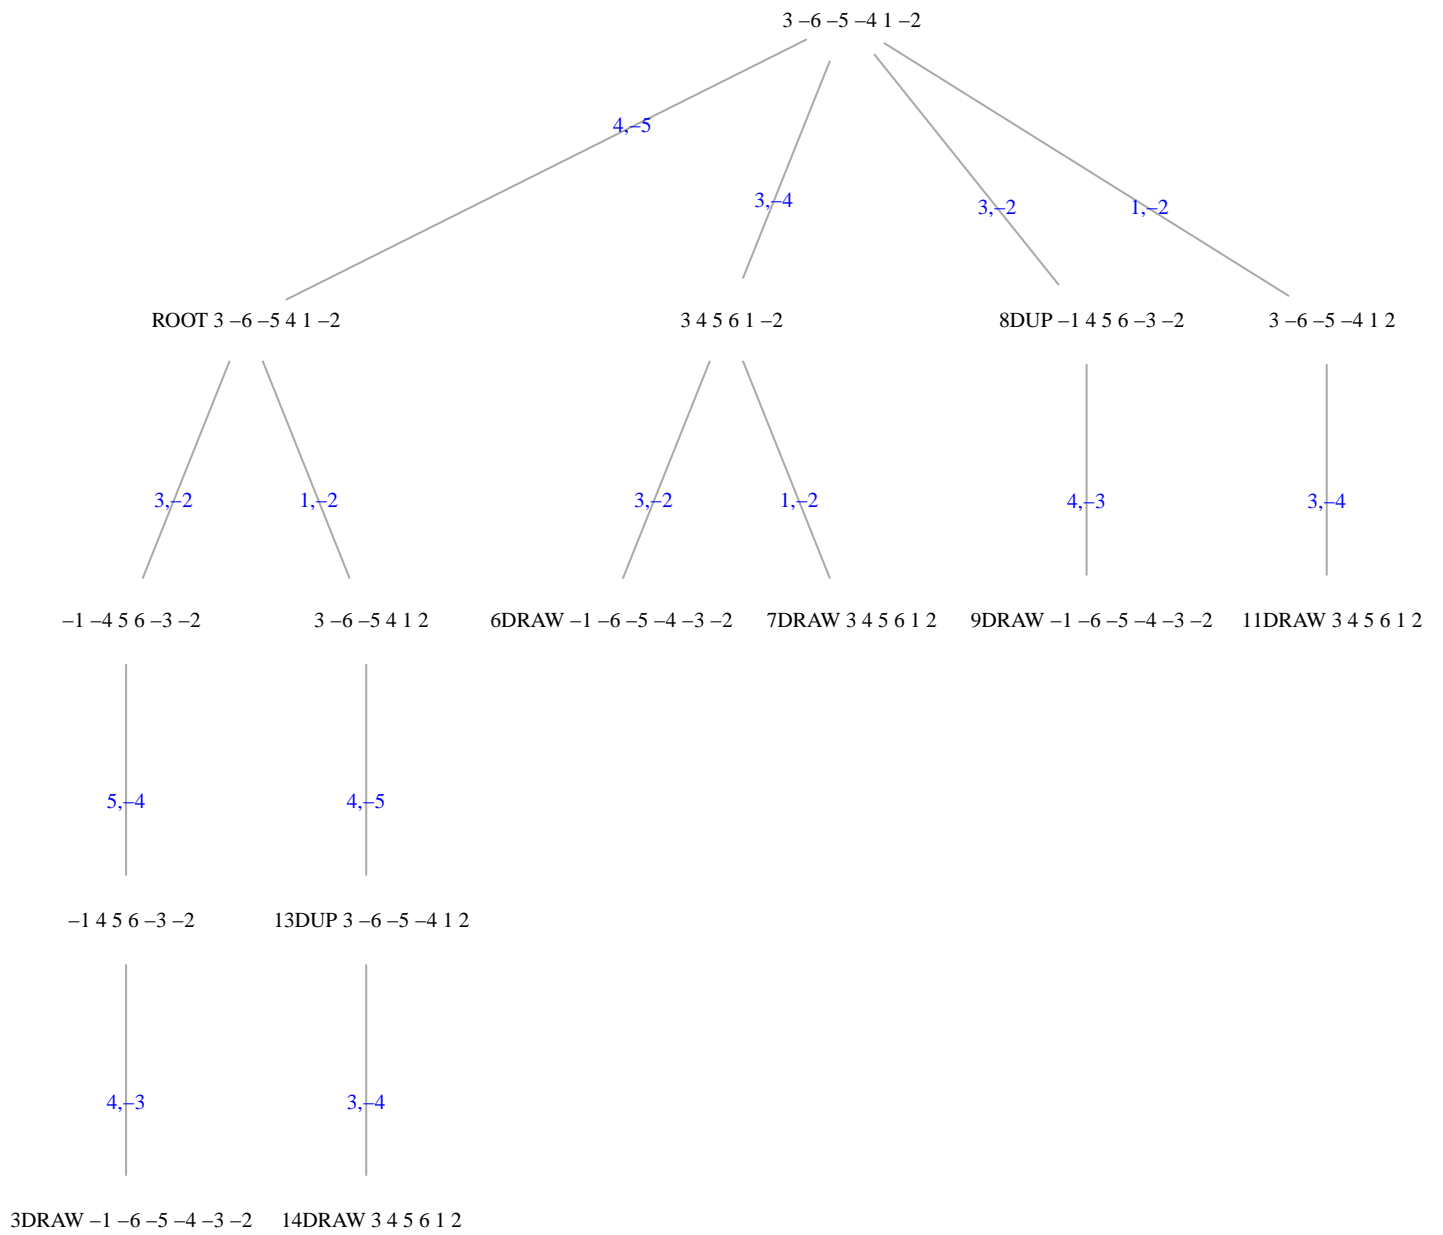 3 –6 –5 –4 1 –2
4,–5
3,–4
3,–2
1,–2
ROOT 3 –6 –5 4 1 –2
3 4 5 6 1 –2
8DUP –1 4 5 6 –3 –2
3 –6 –5 –4 1 2
3,–2
1,–2
3,–2
1,–2
4,–3
3,–4
–1 –4 5 6 –3 –2
3 –6 –5 4 1 2
6DRAW –1 –6 –5 –4 –3 –2
7DRAW 3 4 5 6 1 2
9DRAW –1 –6 –5 –4 –3 –2
11DRAW 3 4 5 6 1 2
5,–4
4,–5
–1 4 5 6 –3 –2
13DUP 3 –6 –5 –4 1 2
4,–3
3,–4
3DRAW –1 –6 –5 –4 –3 –2
14DRAW 3 4 5 6 1 2